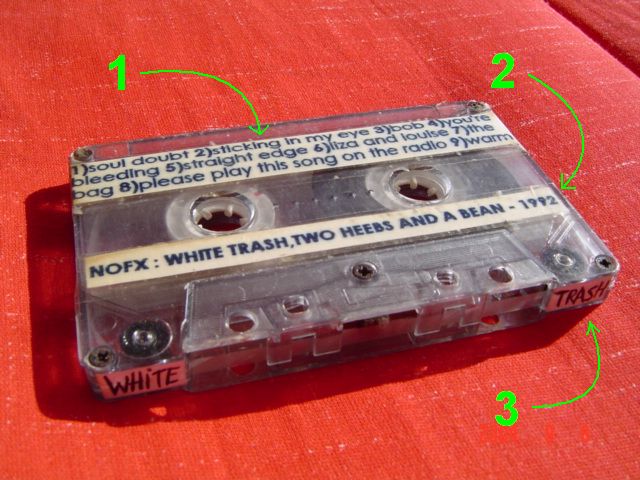 1
2
1)soul doubt 2)sticking in my eye 3)bob 4)you're
bleeding 5)straight edge 6)liza and louise 7)the
bag 8)please play this song on the radio 9)warm
NOFX : WHITE TRASH,TWO HEEBS AND A BEAN - 1992
WHITE
TRASH
3